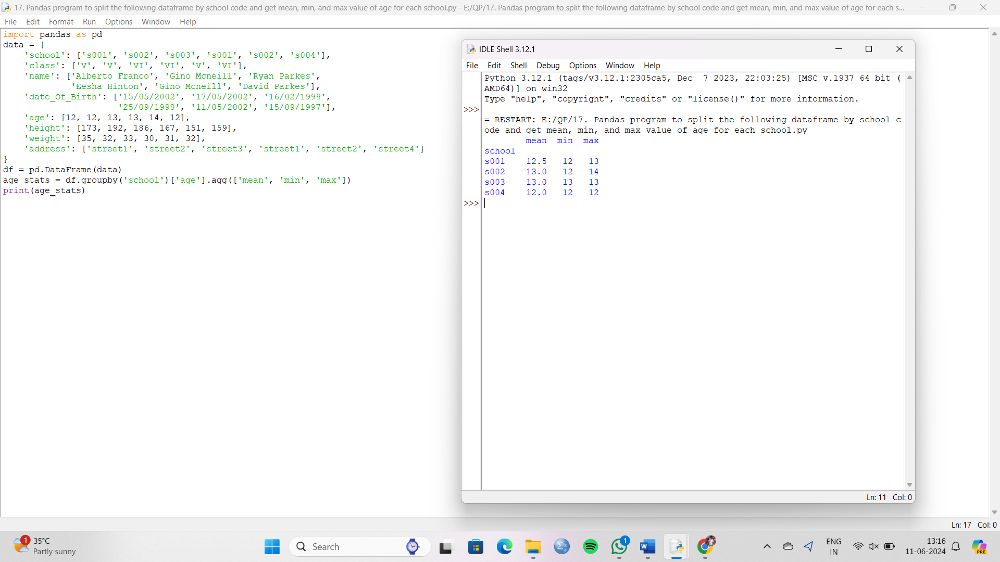 17. Pandas program to split the following dataframe by school code and get mean, min, and max value of age for each school.py - E:/QP/17. Pandas program to split the following dataframe by school code and get mean, min, and max value of age for each s...
File Edit Format Run Options Window Help
import pandas as pd
data = {
    'school': ['s001', 's002', 's003', 's001', 's002', 's004'],
    'class': ['V', 'V', 'VI', 'VI', 'V', 'VI'],
    'name': ['Alberto Franco', 'Gino Mcneill', 'Ryan Parkes',
             'Eesha Hinton', 'Gino Mcneill', 'David Parkes'],
    'date_Of_Birth': ['15/05/2002', '17/05/2002', '16/02/1999',
                      '25/09/1998', '11/05/2002', '15/09/1997'],
    'age': [12, 12, 13, 13, 14, 12],
    'height': [173, 192, 186, 167, 151, 159],
    'weight': [35, 32, 33, 30, 31, 32],
    'address': ['street1', 'street2', 'street3', 'street1', 'street2', 'street4']
}
df = pd.DataFrame(data)
age_stats = df.groupby('school')['age'].agg(['mean', 'min', 'max'])
print(age_stats)
IDLE Shell 3.12.1
File Edit Shell Debug Options Window Help
Python 3.12.1 (tags/v3.12.1:2305ca5, Dec  7 2023, 22:03:25) [MSC v.1937 64 bit (
AMD64)] on win32
Type "help", "copyright", "credits" or "license()" for more information.
>>>
= RESTART: E:/QP/17. Pandas program to split the following dataframe by school c
ode and get mean, min, and max value of age for each school.py
        mean  min  max
school
s001    12.5   12   13
s002    13.0   12   14
s003    13.0   13   13
s004    12.0   12   12
>>>
Ln: 11 Col: 0
Ln: 17 Col: 0
1 35°C
Partly sunny
Search
1
W
ENG
IN
13:16
11-06-2024
PRE